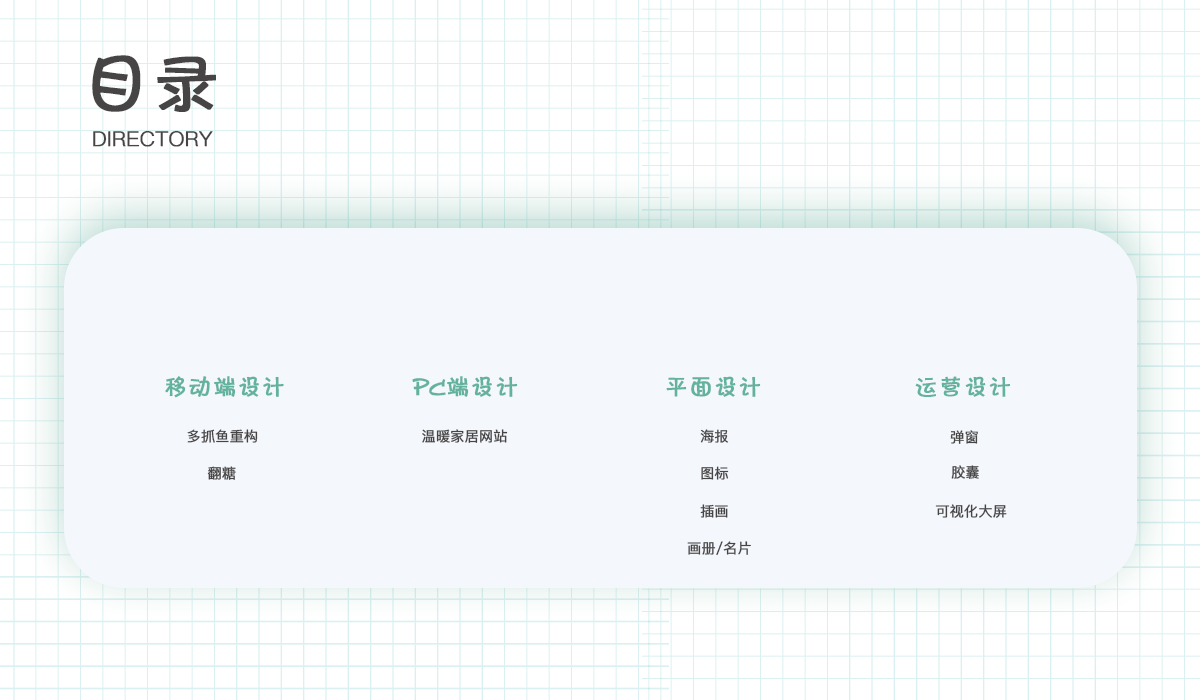 目录
DIRECTORY
移动端设计
多抓鱼重构
翻糖
PC端设计
温暖家居网站
平面设计
海报
图标
插画
画册/名片
运营设计
弹窗
胶囊
可视化大屏